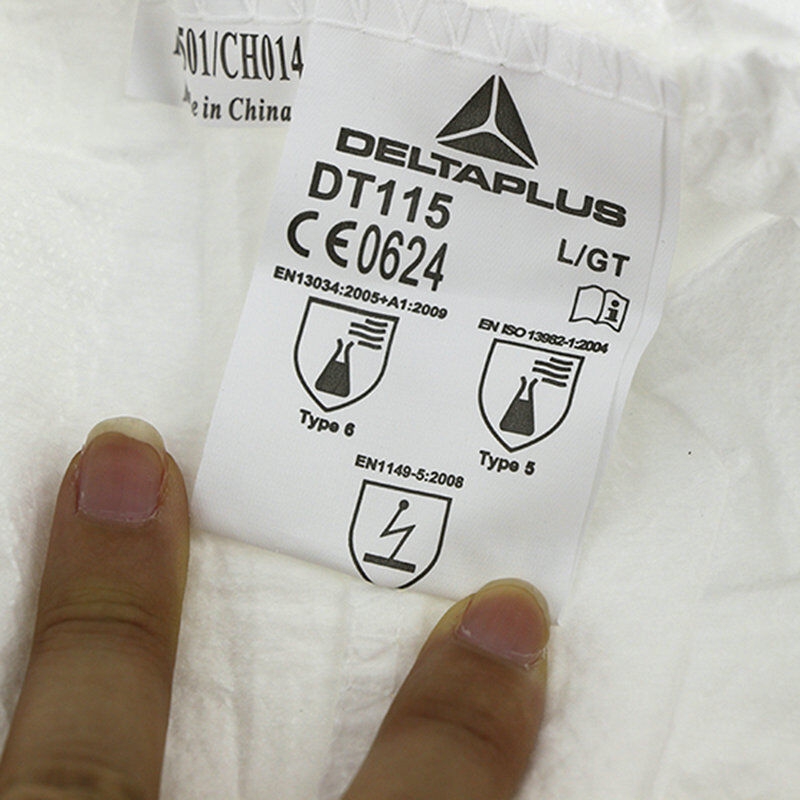 501/CH014
in China
DELTAPLUS
DT115
CE0624
L/GT
i
EN13034:2005+A1:2009
EN ISO 13982-1:2004
Type 6
Type 5
EN1149-5:2008